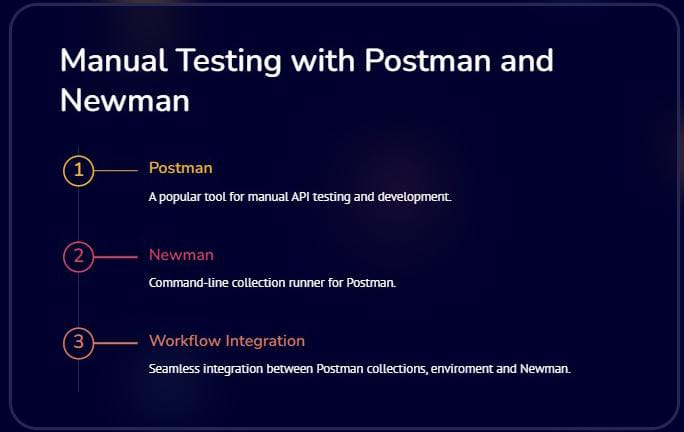 Manual Testing with Postman and
Newman
1
Postman
A popular tool for manual API testing and development.
2
Newman
Command-line collection runner for Postman.
3
Workflow Integration
Seamless integration between Postman collections, enviroment and Newman.